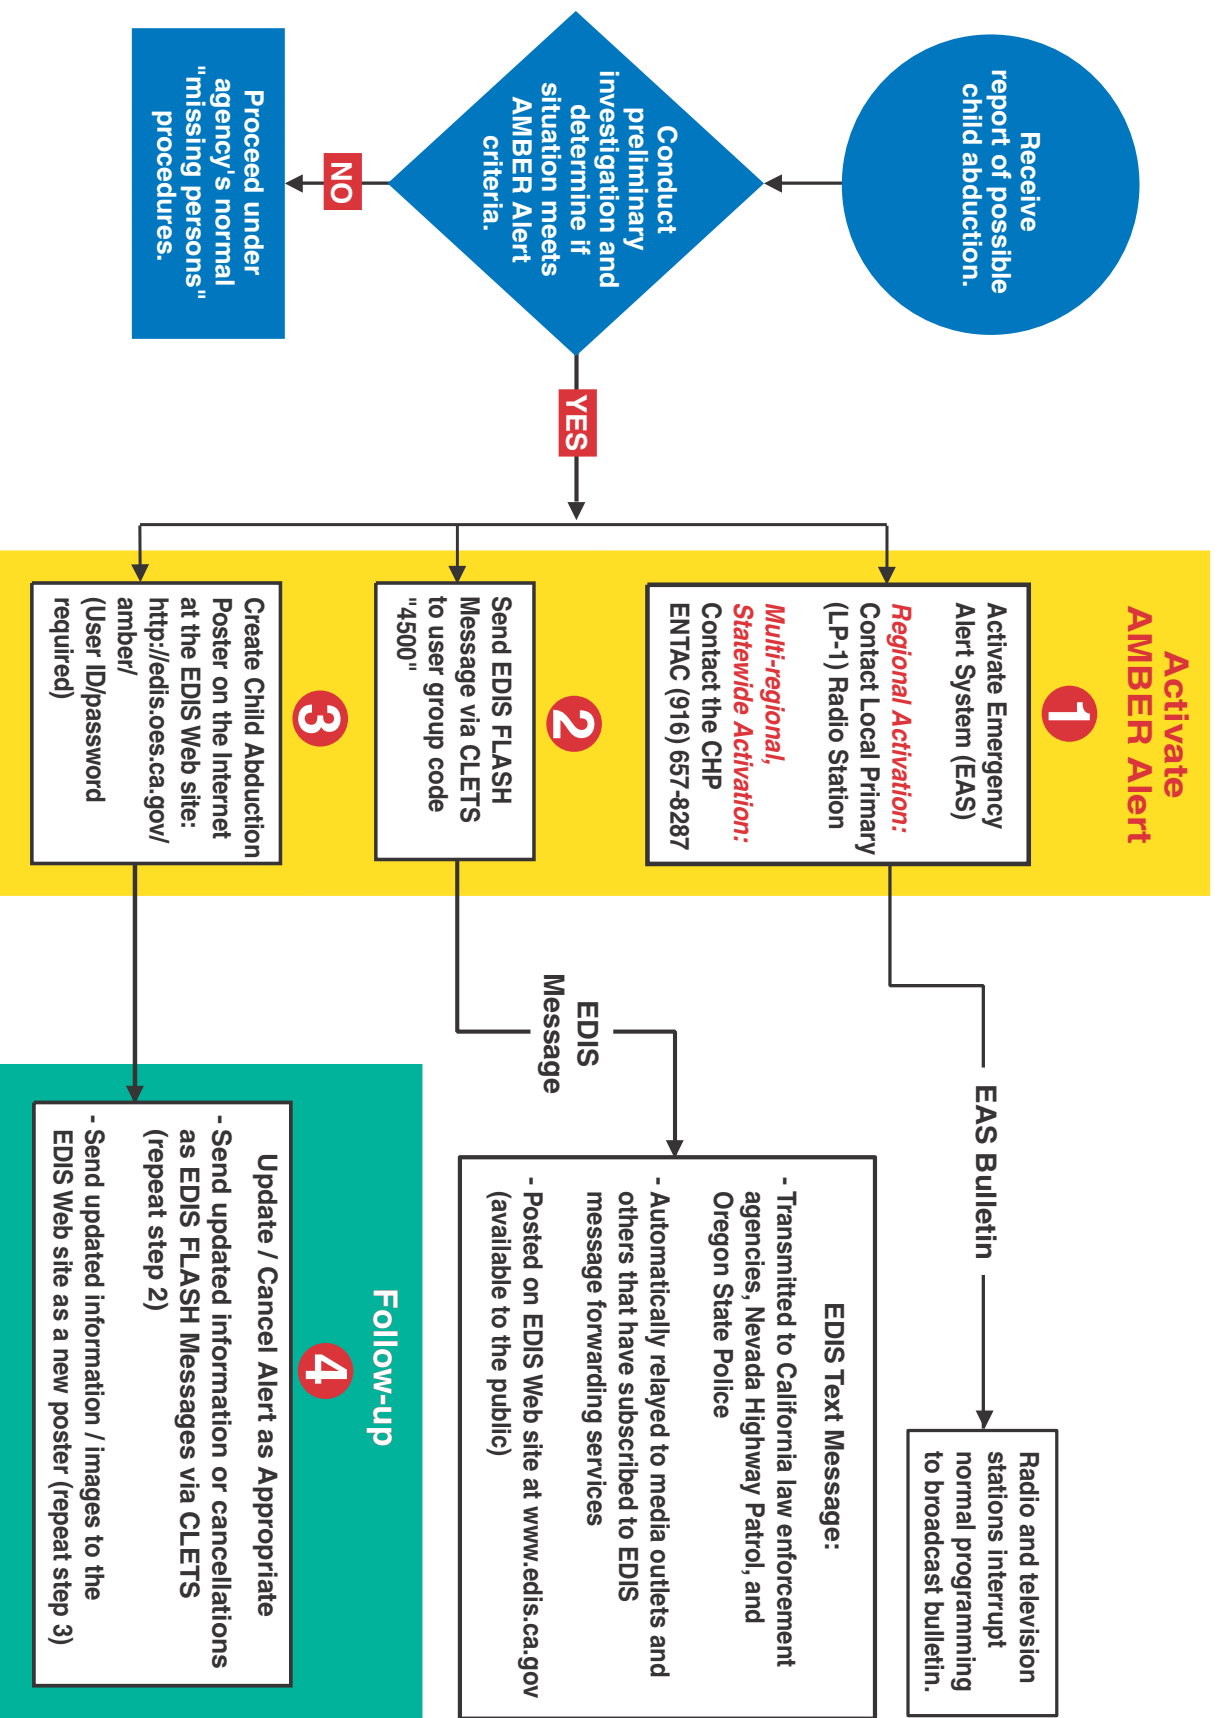 Receive
report of possible
child abduction.
Conduct
preliminary
investigation and
determine if
situation meets
AMBER Alert
criteria.
NO
Proceed under
agency's normal
"missing persons"
procedures.
YES
Activate
AMBER Alert
1
Activate Emergency
Alert System (EAS)
Regional Activation:
Contact Local Primary
(LP-1) Radio Station
Multi-regional,
Statewide Activation:
Contact the CHP
ENTAC (916) 657-8287
2
Send EDIS FLASH
Message via CLETS
to user group code
"4500"
3
Create Child Abduction
Poster on the Internet
at the EDIS Web site:
http://edis.oes.ca.gov/
amber/
(User ID/password
required)
EAS Bulletin
Radio and television
stations interrupt
normal programming
to broadcast bulletin.
EDIS
Message
EDIS Text Message:
- Transmitted to California law enforcement
agencies, Nevada Highway Patrol, and
Oregon State Police
- Automatically relayed to media outlets and
others that have subscribed to EDIS
message forwarding services
- Posted on EDIS Web site at www.edis.ca.gov
(available to the public)
Follow-up
4
Update / Cancel Alert as Appropriate
- Send updated information or cancellations
as EDIS FLASH Messages via CLETS
(repeat step 2)
- Send updated information / images to the
EDIS Web site as a new poster (repeat step 3)